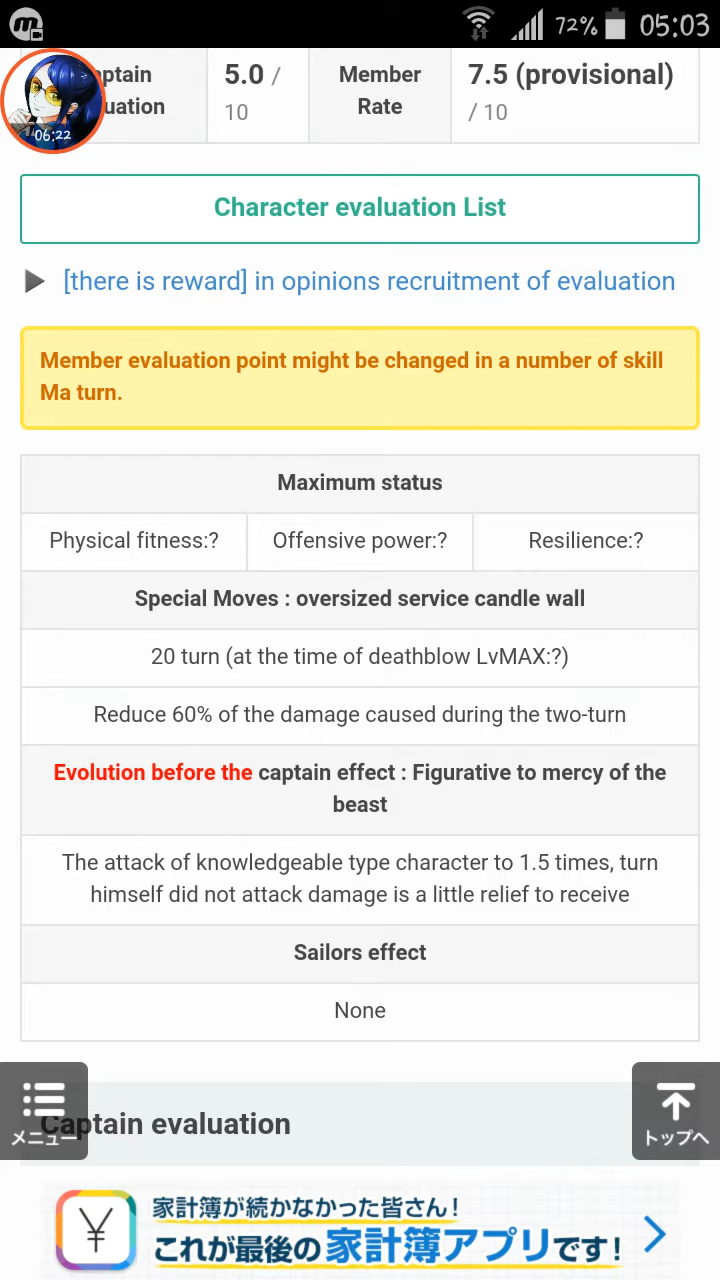 72% 05:03
ptain
uation
06:22
5.0 /
10
Member
Rate
7.5 (provisional)
/ 10
Character evaluation List
[there is reward] in opinions recruitment of evaluation
Member evaluation point might be changed in a number of skill
Ma turn.
Maximum status
Physical fitness:? Offensive power:? Resilience:?
Special Moves : oversized service candle wall
20 turn (at the time of deathblow LvMAX:?)
Reduce 60% of the damage caused during the two-turn
Evolution before the captain effect : Figurative to mercy of the
beast
The attack of knowledgeable type character to 1.5 times, turn
himself did not attack damage is a little relief to receive
Sailors effect
None
Captain evaluation
メニュー
トップへ
¥
家計簿が続かなかった皆さん!
これが最後の家計簿アプリです!